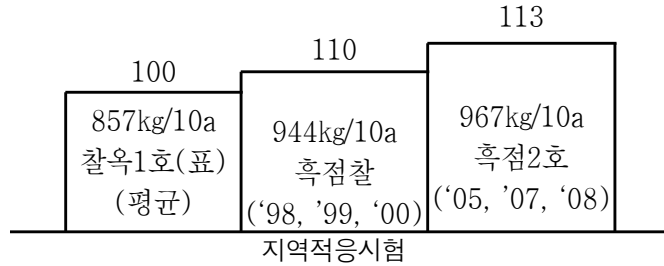 100
857kg/10a
찰옥1호(표)
(평균)
110
944kg/10a
흑점찰
(‘98, ’99, ‘00)
113
967kg/10a
흑점2호
(‘05, ’07, ‘08)
지역적응시험